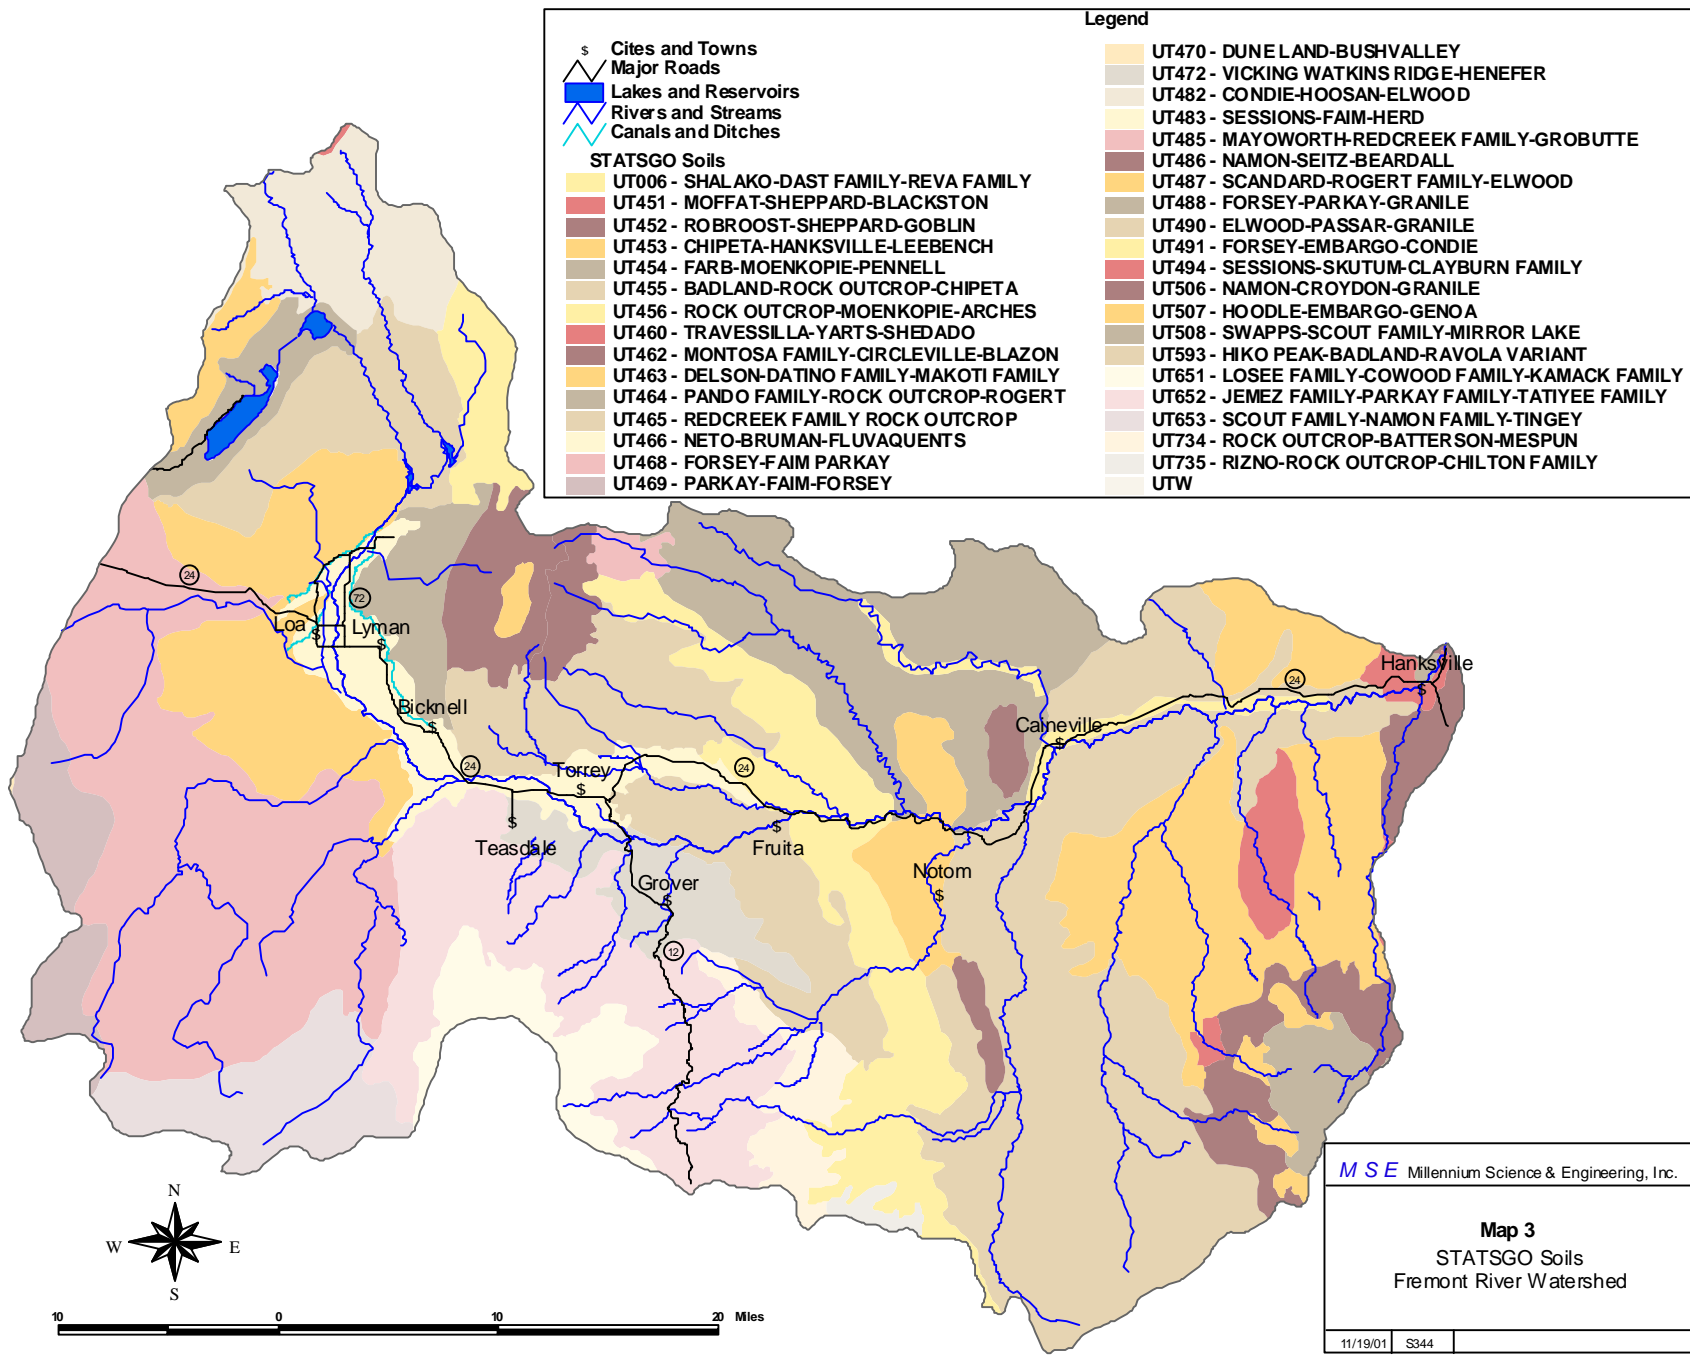 Legend
$ Cites and Towns
Major Roads
Lakes and Reservoirs
Rivers and Streams
Canals and Ditches
STATSGO Soils
UT006 - SHALAKO-DAST FAMILY-REVA FAMILY
UT451 - MOFFAT-SHEPPARD-BLACKSTON
UT452 - ROBROOST-SHEPPARD-GOBLIN
UT453 - CHIPETA-HANKSVILLE-LEEBENCH
UT454 - FARB-MOENKOPIE-PENNELL
UT455 - BADLAND-ROCK OUTCROP-CHIPETA
UT456 - ROCK OUTCROP-MOENKOPIE-ARCHES
UT460 - TRAVESSILLA-YARTS-SHEDADO
UT462 - MONTOSA FAMILY-CIRCLEVILLE-BLAZON
UT463 - DELSON-DATINO FAMILY-MAKOTI FAMILY
UT464 - PANDO FAMILY-ROCK OUTCROP-ROGERT
UT465 - REDCREEK FAMILY ROCK OUTCROP
UT466 - NETO-BRUMAN-FLUVAQUENTS
UT468 - FORSEY-FAIM PARKAY
UT469 - PARKAY-FAIM-FORSEY
UT470 - DUNE LAND-BUSHVALLEY
UT472 - VICKING WATKINS RIDGE-HENEFER
UT482 - CONDIE-HOOSAN-ELWOOD
UT483 - SESSIONS-FAIM-HERD
UT485 - MAYOWORTH-REDCREEK FAMILY-GROBUTTE
UT486 - NAMON-SEITZ-BEARDALL
UT487 - SCANDARD-ROGERT FAMILY-ELWOOD
UT488 - FORSEY-PARKAY-GRANILE
UT490 - ELWOOD-PASSAR-GRANILE
UT491 - FORSEY-EMBARGO-CONDIE
UT494 - SESSIONS-SKUTUM-CLAYBURN FAMILY
UT506 - NAMON-CROYDON-GRANILE
UT507 - HOODLE-EMBARGO-GENOA
UT508 - SWAPPS-SCOUT FAMILY-MIRROR LAKE
UT593 - HIKO PEAK-BADLAND-RAVOLA VARIANT
UT651 - LOSEE FAMILY-COWOOD FAMILY-KAMACK FAMILY
UT652 - JEMEZ FAMILY-PARKAY FAMILY-TATIYEE FAMILY
UT653 - SCOUT FAMILY-NAMON FAMILY-TINGEY
UT734 - ROCK OUTCROP-BATTERSON-MESPUN
UT735 - RIZNO-ROCK OUTCROP-CHILTON FAMILY
UTW
24
72
Loa
$
Lyman
$
Hanksville
$
24
Bicknell
$
Caineville
$
24
Torrey
$
24
Teasdale
$
Fruita
$
Notom
$
Grover
$
12
N
W
E
S
10 0 10 20 Miles
MSE Millennium Science & Engineering, Inc.
Map 3
STATSGO Soils
Fremont River Watershed
11/19/01 S344